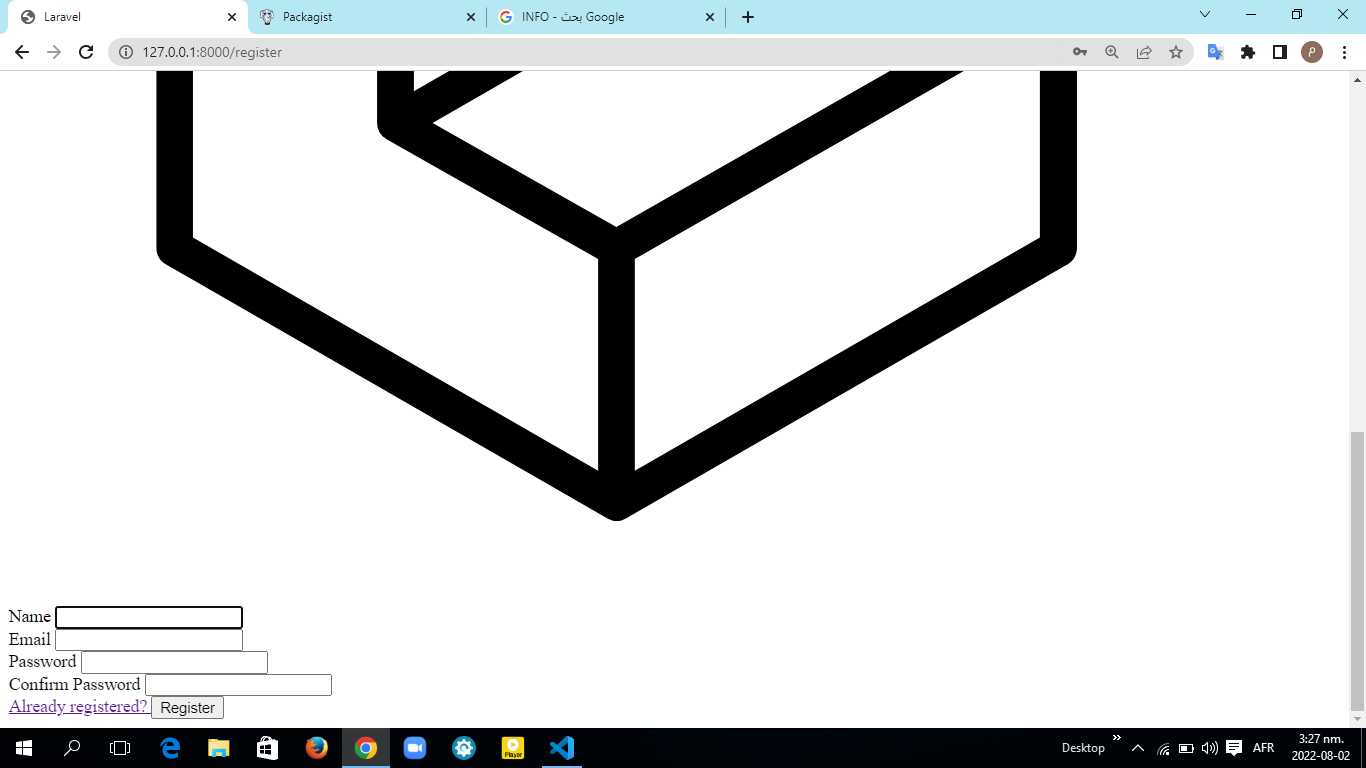 Laravel
Packagist
INFO - بحث Google
127.0.0.1:8000/register
P
Name
Email
Password
Confirm Password
Already registered? Register
Player
Desktop
AFR
3:27 nm.
2022-08-02